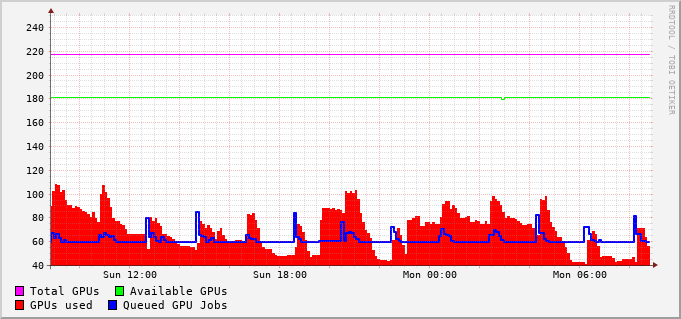 RRDTOOL / TOBI OETIKER
240
220
200
180
160
140
120
100
80
60
40
Sun 12:00 Sun 18:00 Mon 00:00 Mon 06:00
Total GPUs Available GPUs
GPUs used Queued GPU Jobs